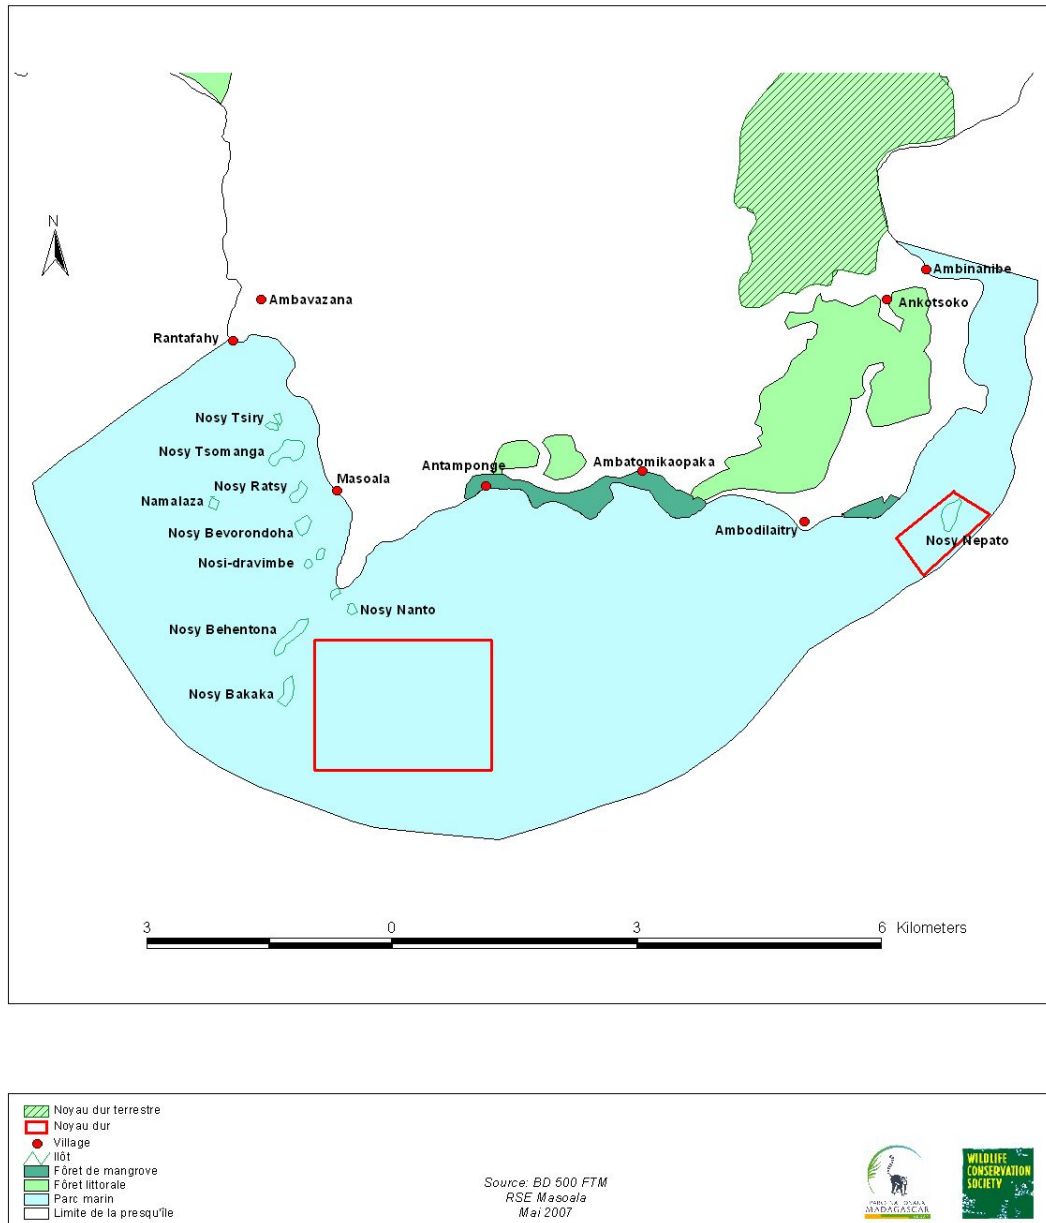 N
Ambinanibe
Ambavazana
Ankotsoko
Rantafahy
Nosy Tsiry
Nosy Tsomanga
Ambatomikaopaka
Antamponge
Masoala
Nosy Ratsy
Namalaza
Nosy Bevorondoha
Ambodilaitry
Nosy Nepato
Nosi-dravimbe
Nosy Nanto
Nosy Behentona
Nosy Bakaka
3 0 3 6 Kilometers
Noyau dur terrestre
Noyau dur
Village
Ilôt
Fôret de mangrove
Fôret littorale
Parc marin
Limite de la presqu'île
Source: BD 500 FTM
RSE Masoala
Mai 2007
PARCS NATIONAUX
MADAGASCAR
WILDLIFE
CONSERVATION
SOCIETY